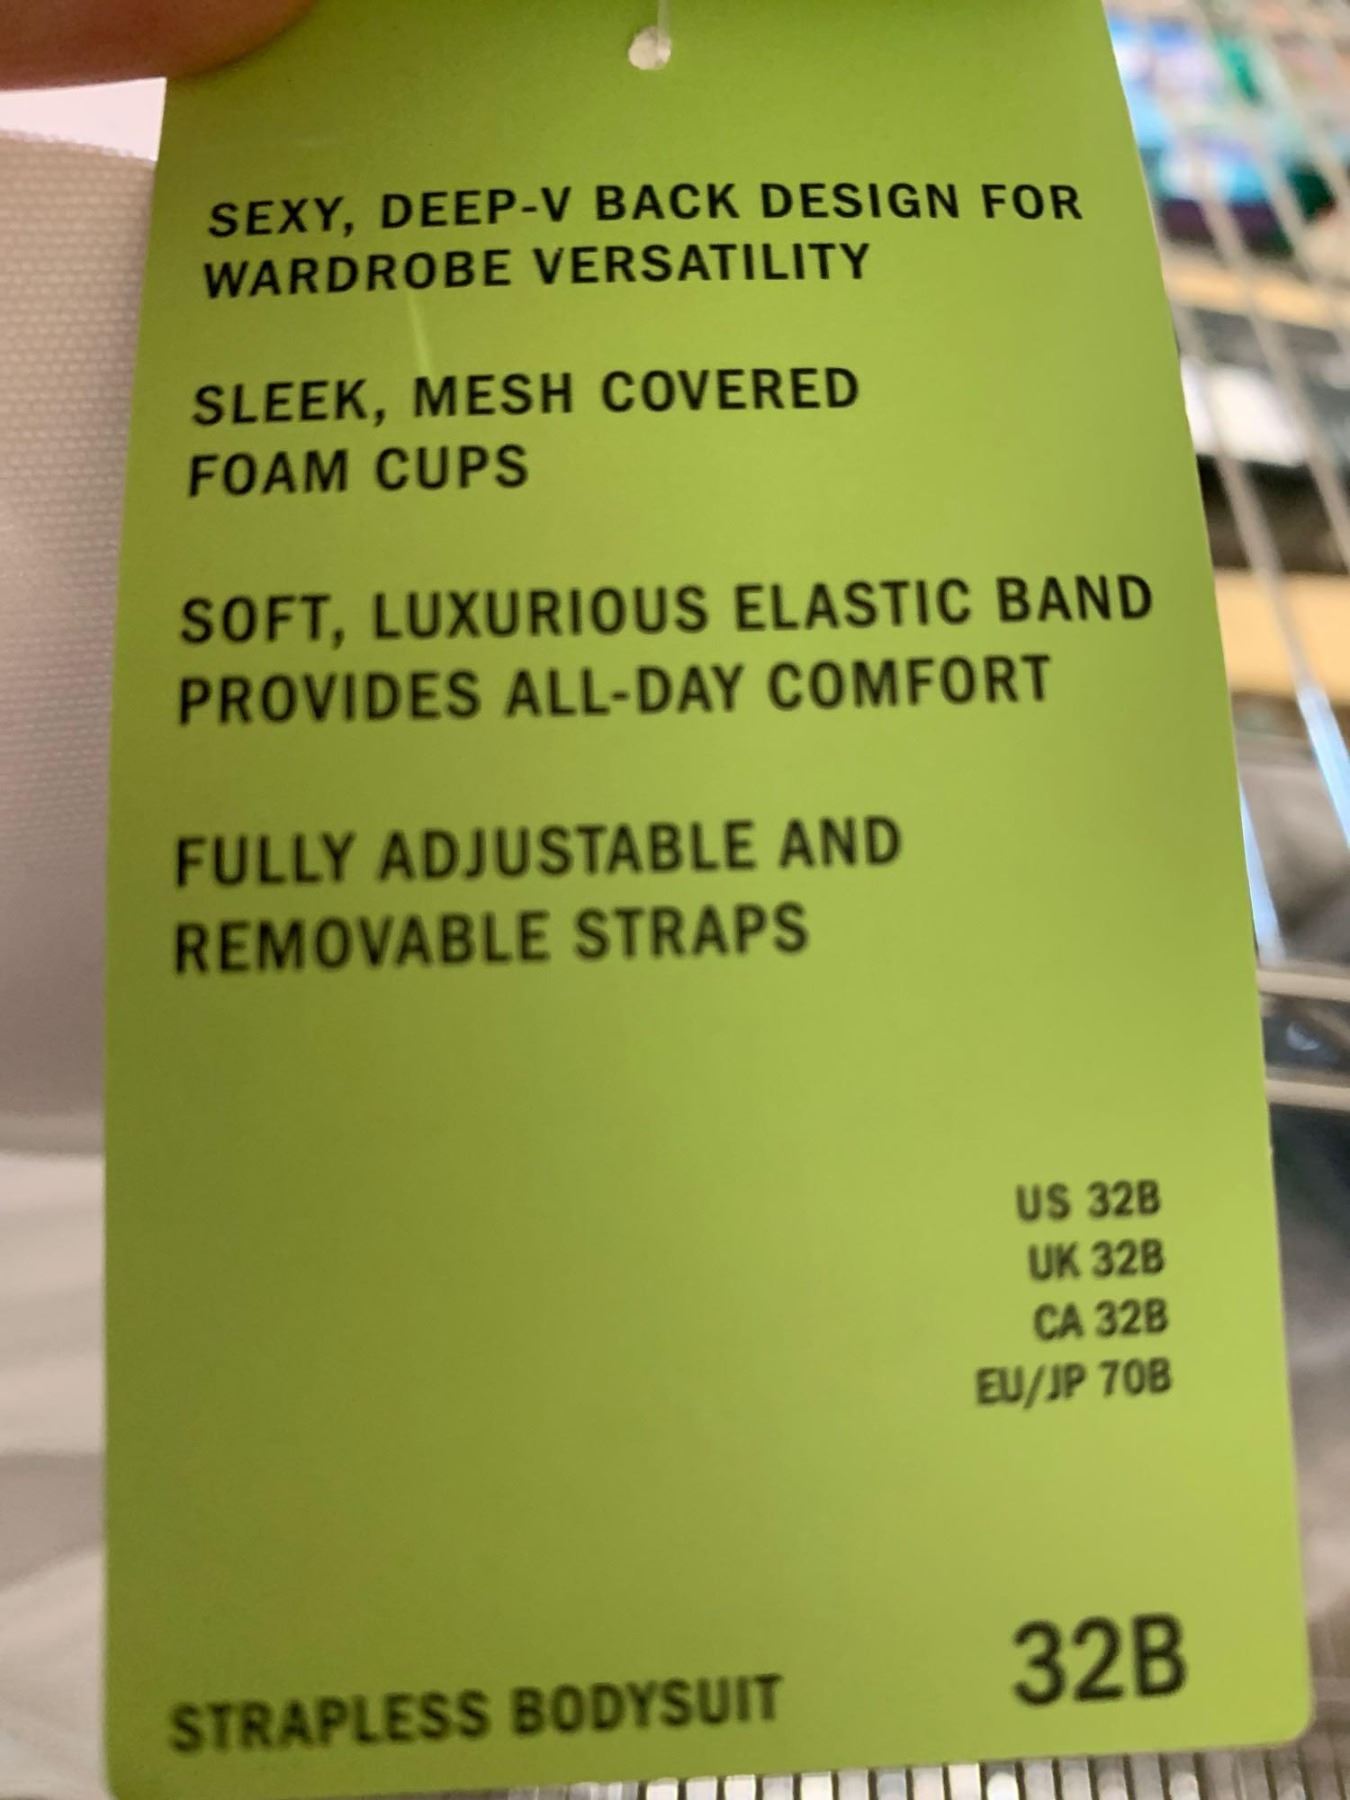 SEXY, DEEP-V BACK DESIGN FOR
WARDROBE VERSATILITY
SLEEK, MESH COVERED
FOAM CUPS
SOFT, LUXURIOUS ELASTIC BAND
PROVIDES ALL-DAY COMFORT
FULLY ADJUSTABLE AND
REMOVABLE STRAPS
US 32B
UK 32B
CA 32B
EU/JP 70B
STRAPLESS BODYSUIT 32B